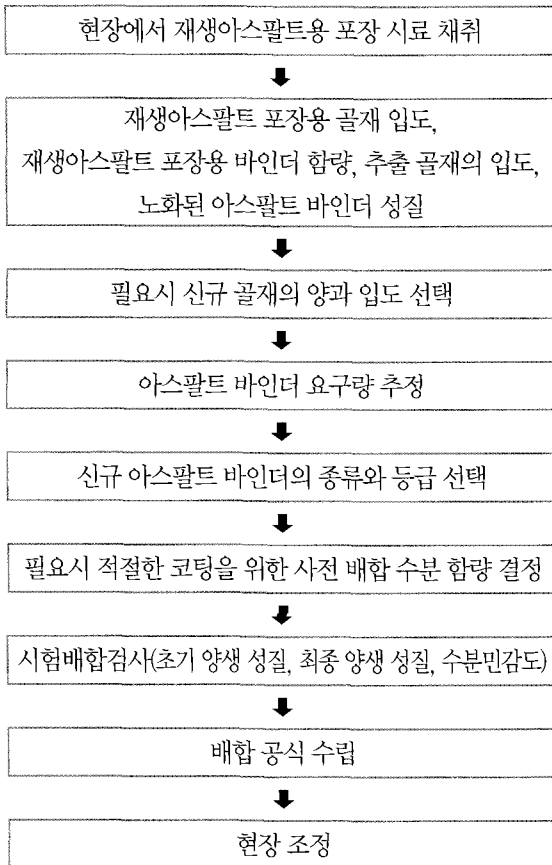 현장에서 재생아스팔트용 포장 시료 채취
재생아스팔트 포장용 골재 입도,
재생아스팔트 포장용 바인더 함량, 추출 골재의 입도,
노화된 아스팔트 바인더 성질
필요시 신규 골재의 양과 입도 선택
아스팔트 바인더 요구량 추정
신규 아스팔트 바인더의 종류와 등급 선택
필요시 적절한 코팅을 위한 사전 배합 수분 함량 결정
시험배합검사(초기 양생 성질, 최종 양생 성질, 수분민감도)
배합 공식 수립
현장 조정